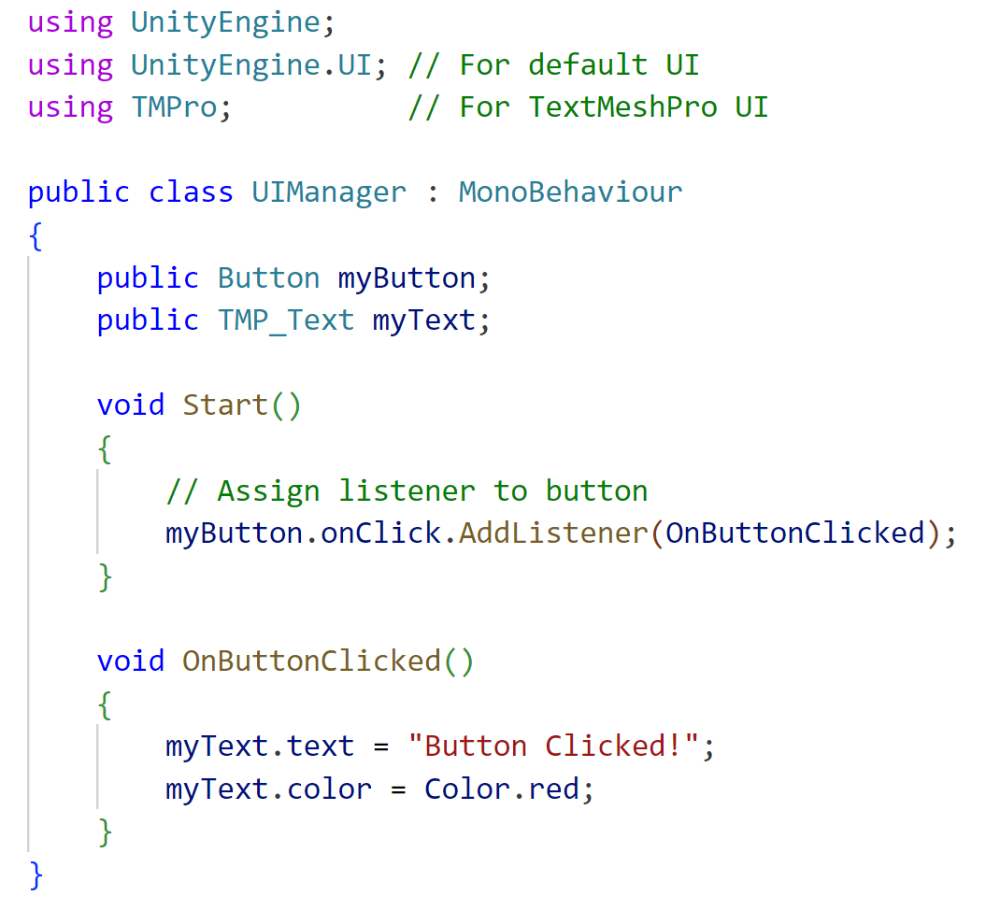 using UnityEngine;
using UnityEngine.UI; // For default UI
using TMPro;          // For TextMeshPro UI

public class UIManager : MonoBehaviour
{
    public Button myButton;
    public TMP_Text myText;

    void Start()
    {
        // Assign listener to button
        myButton.onClick.AddListener(OnButtonClicked);
    }

    void OnButtonClicked()
    {
        myText.text = "Button Clicked!";
        myText.color = Color.red;
    }
}